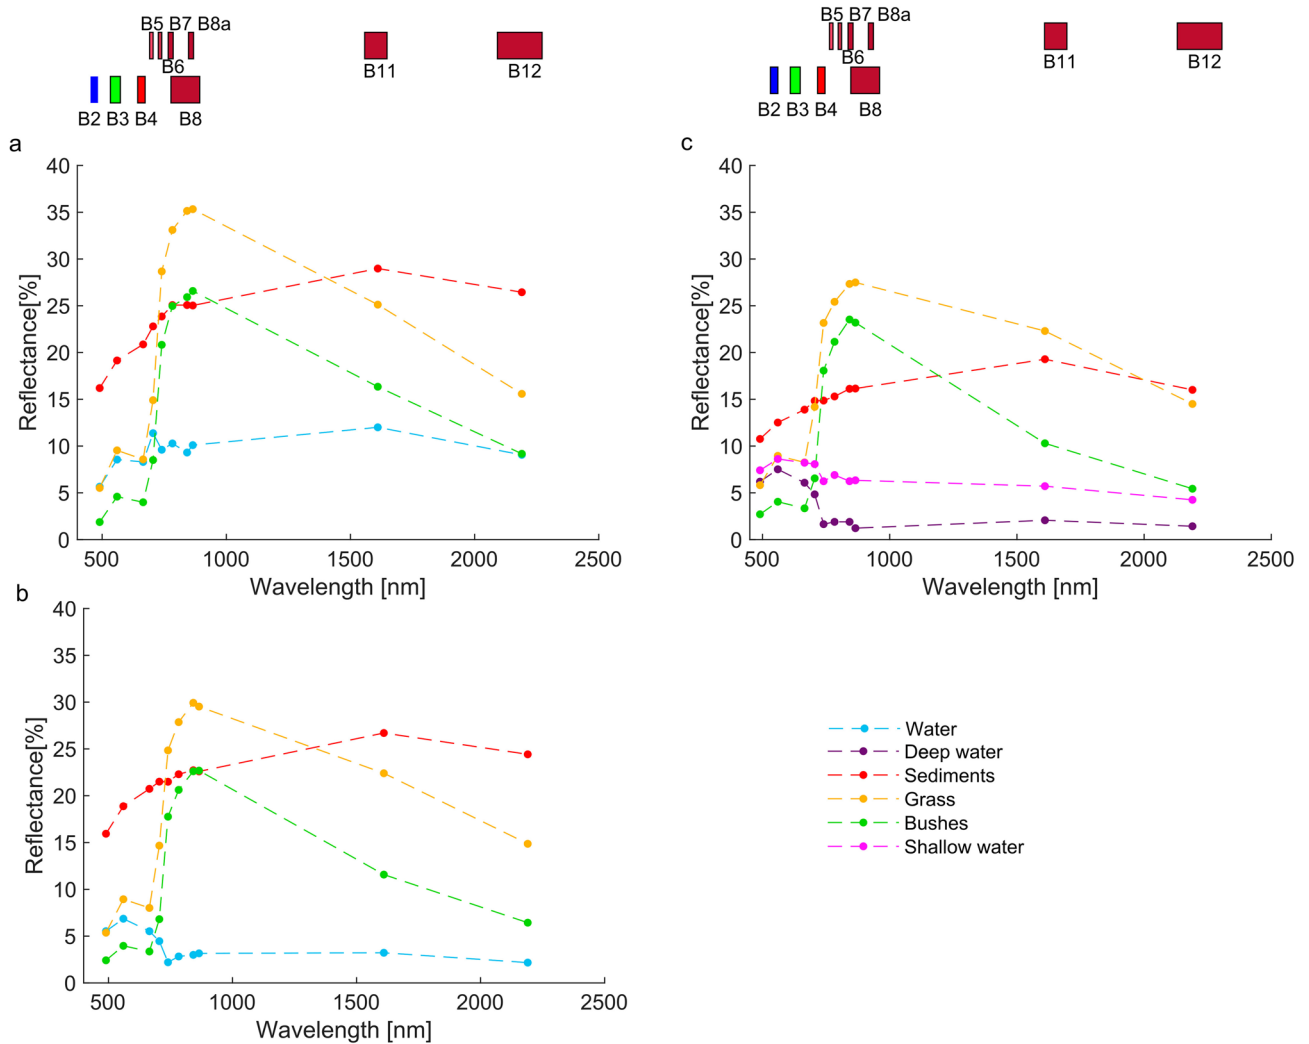 B5 B7 B8a
B6
B11
B12
B2 B3 B4 B8
a
40
35
30
25
20
15
10
5
0
Reflectance[%]
500 1000 1500 2000 2500
Wavelength [nm]
b
40
35
30
25
20
15
10
5
0
Reflectance[%]
500 1000 1500 2000 2500
Wavelength [nm]
B5 B7 B8a
B6
B11
B12
B2 B3 B4 B8
c
40
35
30
25
20
15
10
5
0
Reflectance[%]
500 1000 1500 2000 2500
Wavelength [nm]
Water
Deep water
Sediments
Grass
Bushes
Shallow water